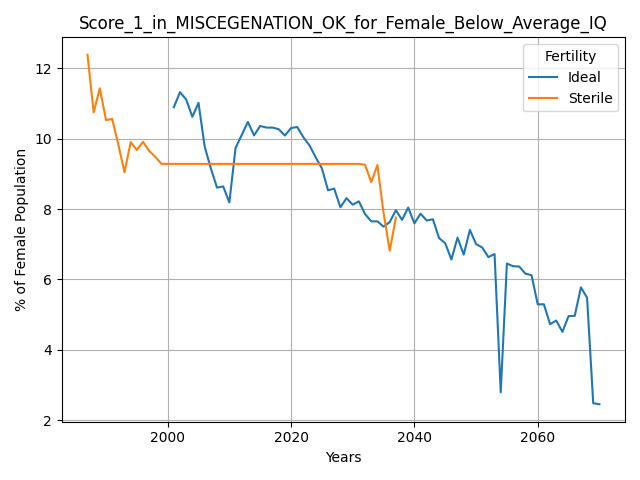 Score_1_in_MISCEGENATION_OK_for_Female_Below_Average_IQ
% of Female Population
12
10
8
6
4
2
Fertility
Ideal
Sterile
2000 2020 2040 2060
Years